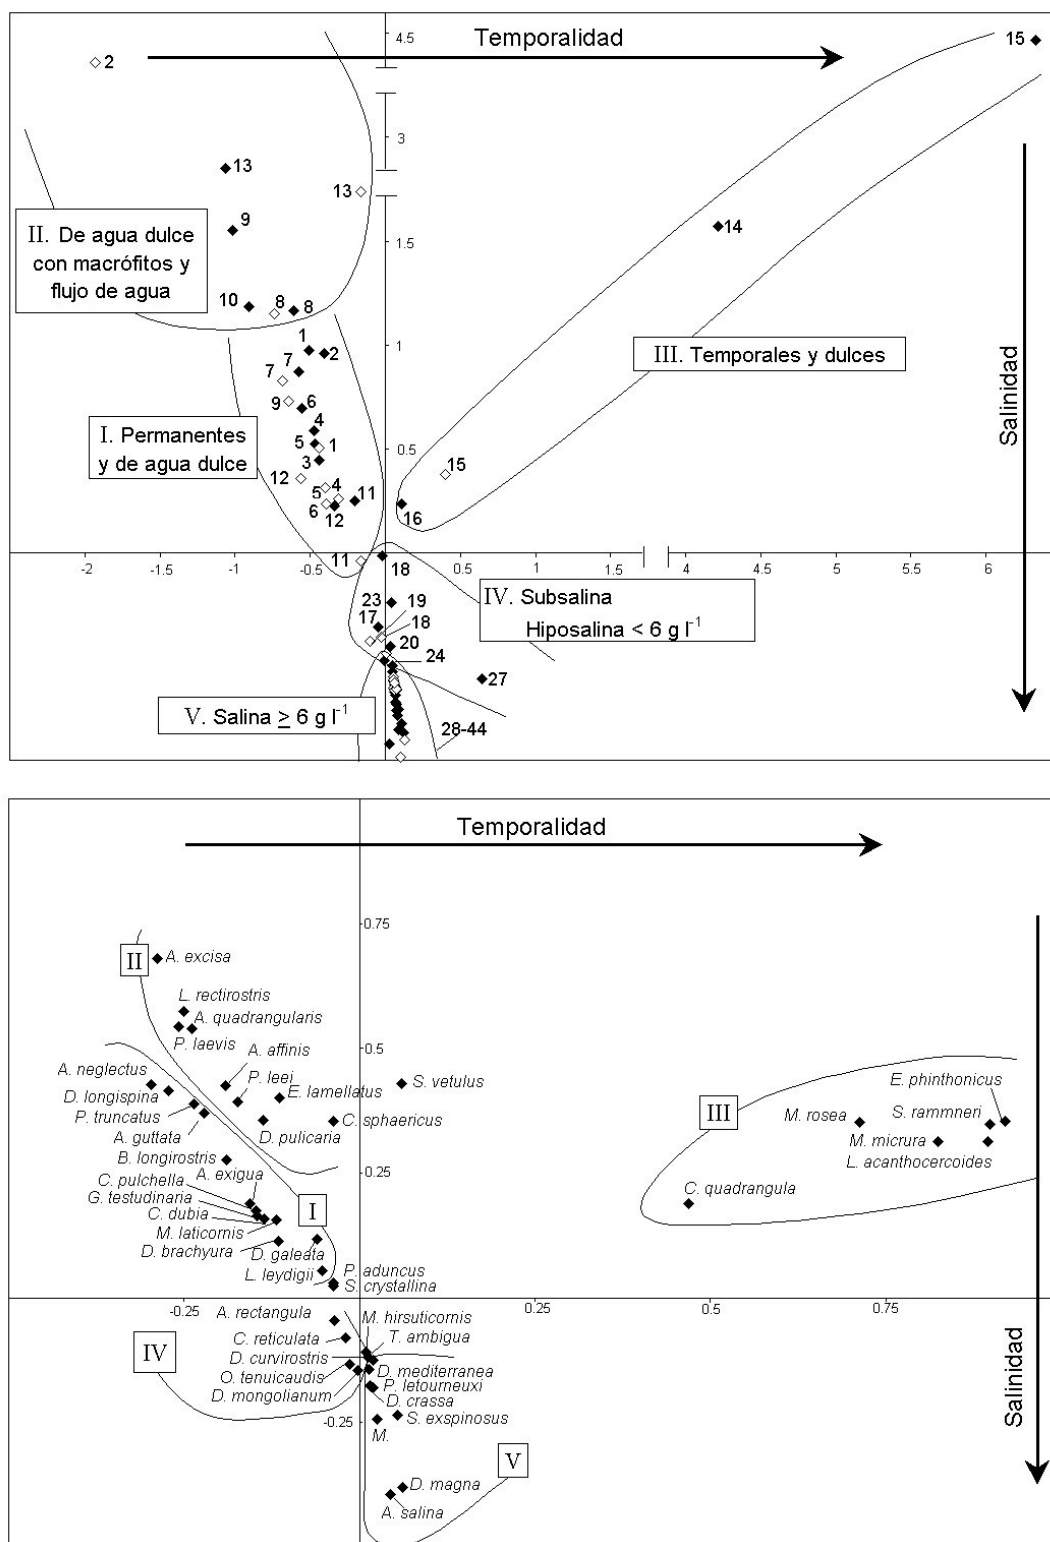 Temporalidad
4.5
15
2
3
13
13
9
1.5
II. De agua dulce
con macrófitos y
flujo de agua
14
10
8
8
1
2
1
7
7
III. Temporales y dulces
Salinidad
9
6
4
I. Permanentes
y de agua dulce
5
1
0.5
3
15
12
4
5
11
6
12
16
11
-2
-1.5
-1
-0.5
0.5
1
1.5
4
4.5
5
5.5
6
18
IV. Subsalina
Hiposalina < 6 g l-1
23
19
17
18
20
24
27
V. Salina ≥ 6 g l-1
28-44
Temporalidad
0.75
II
A. excisa
L. rectirostris
A. quadrangularis
P. laevis
0.5
A. affinis
A. neglectus
P. leei
E. lamellatus
S. vetulus
E. phinthonicus
D. longispina
III
M. rosea
S. rammneri
P. truncatus
C. sphaericus
A. guttata
D. pulicaria
M. micrura
B. longirostris
L. acanthocercoides
A. exigua
0.25
C. quadrangula
C. pulchella
G. testudinaria
I
C. dubia
M. laticornis
D. brachyura
D. galeata
L. leydigii
P. aduncus
S. crystallina
-0.25
0.25
0.5
0.75
A. rectangula
M. hirsuticornis
C. reticulata
T. ambigua
IV
D. curvirostris
D. mediterranea
O. tenuicaudis
P. letourneuxi
D. mongolianum
D. crassa
-0.25
S. exspinosus
M.
Salinidad
V
D. magna
A. salina